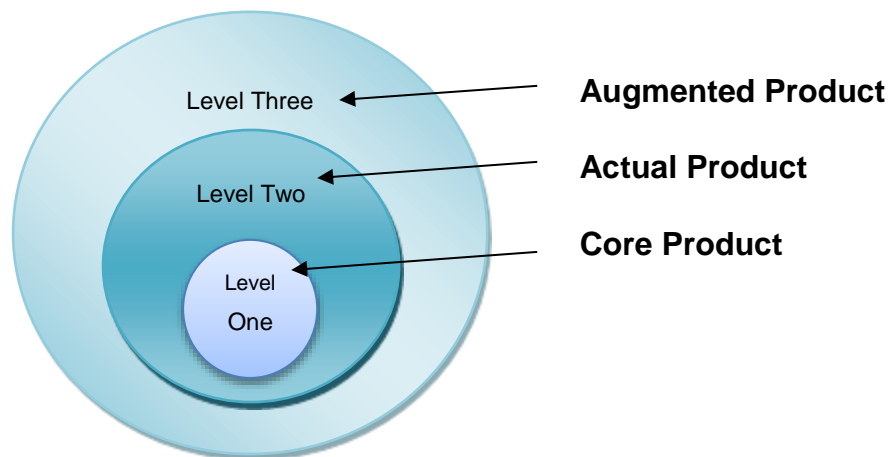 Level Three
Augmented Product
Level Two
Actual Product
Level
One
Core Product